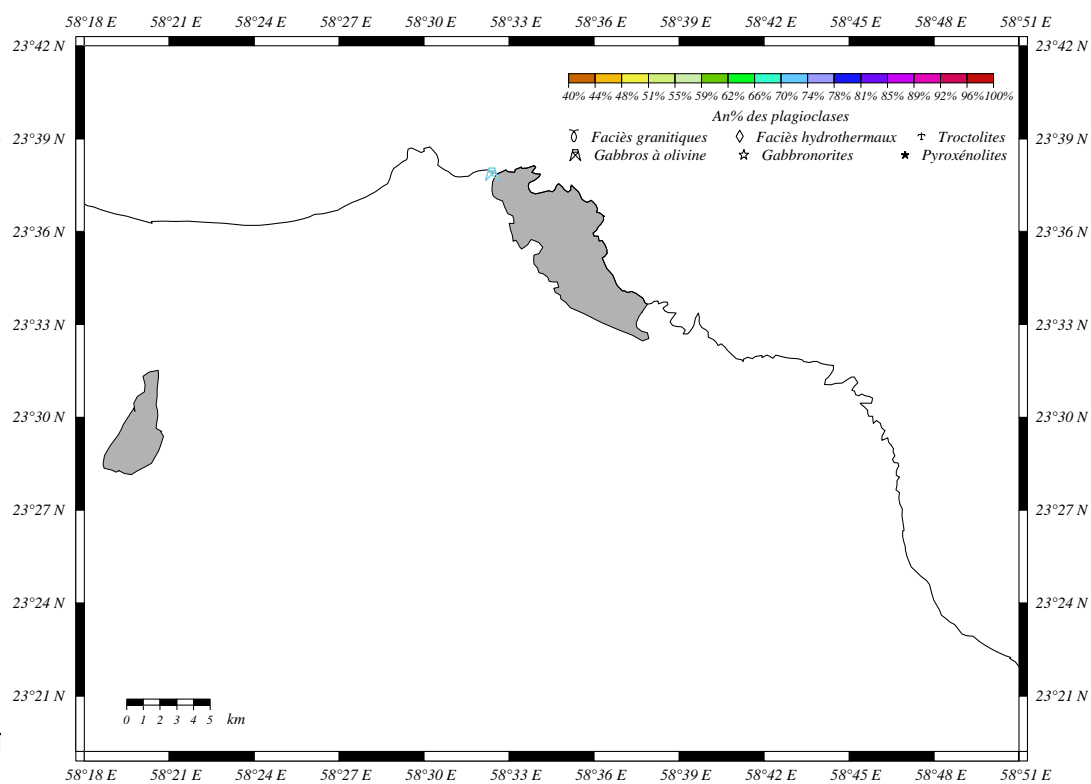 58°18 E 58°21 E 58°24 E 58°27 E 58°30 E 58°33 E 58°36 E 58°39 E 58°42 E 58°45 E 58°48 E 58°51 E
23°42 N 23°42 N
40% 44% 48% 51% 55% 59% 62% 66% 70% 74% 78% 81% 85% 89% 92% 96% 100%
An% des plagioclases
23°39 N Faciès granitiques Faciès hydrothermaux Troctolites 23°39 N
Gabbros à olivine Gabbronorites Pyroxénolites
23°36 N 23°36 N
23°33 N 23°33 N
23°30 N 23°30 N
23°27 N 23°27 N
23°24 N 23°24 N
23°21 N 23°21 N
0 1 2 3 4 5 km
58°18 E 58°21 E 58°24 E 58°27 E 58°30 E 58°33 E 58°36 E 58°39 E 58°42 E 58°45 E 58°48 E 58°51 E